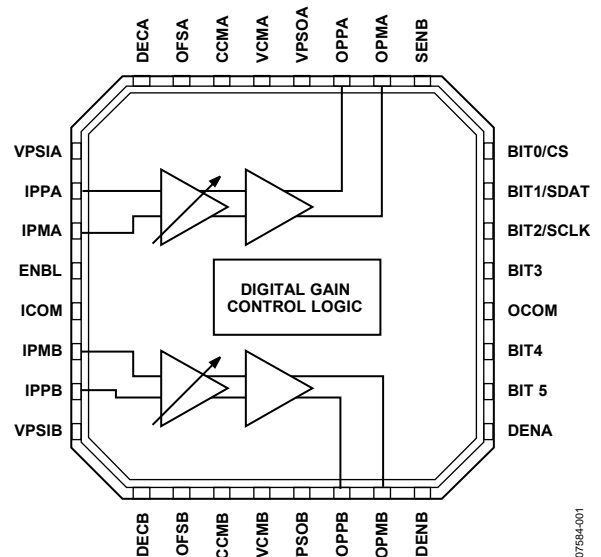 DECA
OFSA
CCMA
VCMA
VPSOA
OPPA
OPMA
SENB
VPSIA
IPPA
IPMA
ENBL
ICOM
IPMB
IPPB
VPSIB
BIT0/CS
BIT1/SDAT
BIT2/SCLK
BIT3
OCOM
BIT4
BIT 5
DENA
DIGITAL GAIN
CONTROL LOGIC
DECB
OFSB
CCMB
VCMB
VPSOB
OPPB
OPMB
DENB
07584-001